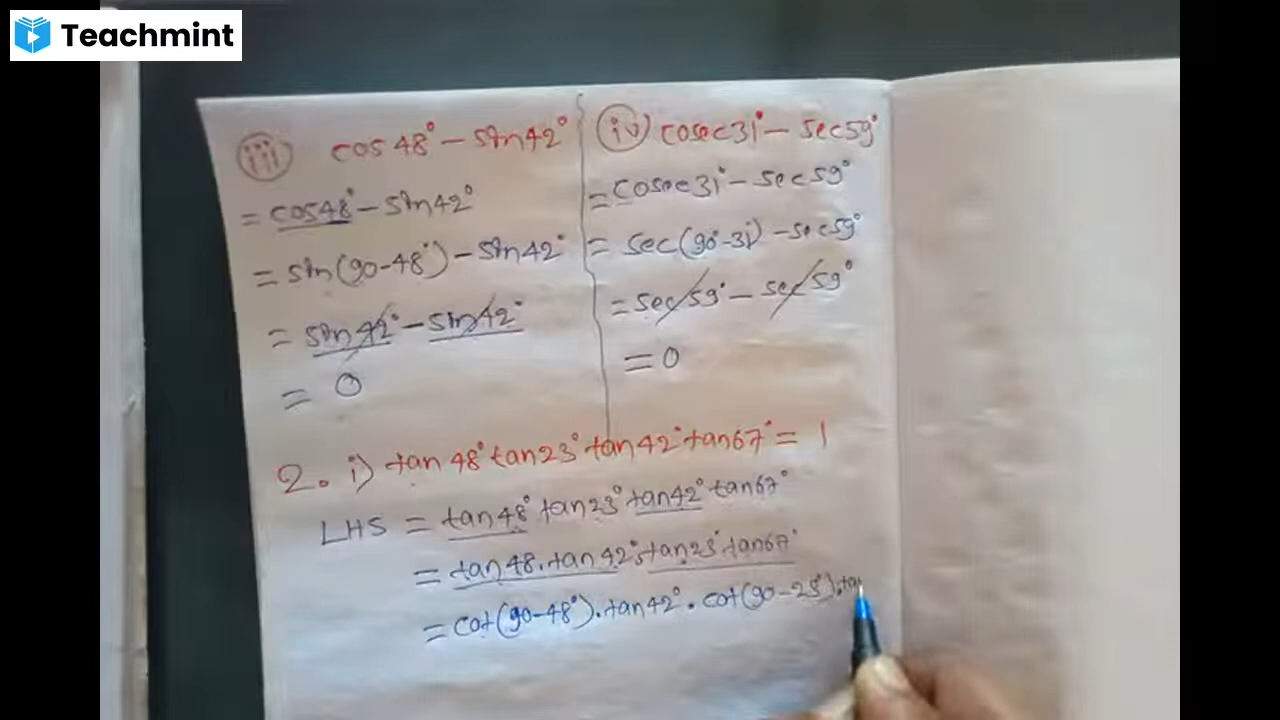 Teachmint
iii) cos 48° – sin 42°
= cos 48° – sin 42°
= sin(90-48°) – sin 42°
= sin 42° – sin 42°
= 0
iv) cosec 31° – sec 59°
= cosec 31° – sec 59°
= sec(90°-31°) – sec 59°
= sec 59° – sec 59°
= 0
2. i) tan 48° tan 23° tan 42° tan 67° = 1
LHS = tan 48° tan 23° tan 42° tan 67°
= tan 48. tan 42° tan 23° tan 67°
= cot(90-48°). tan 42° . cot(90-23°). ta